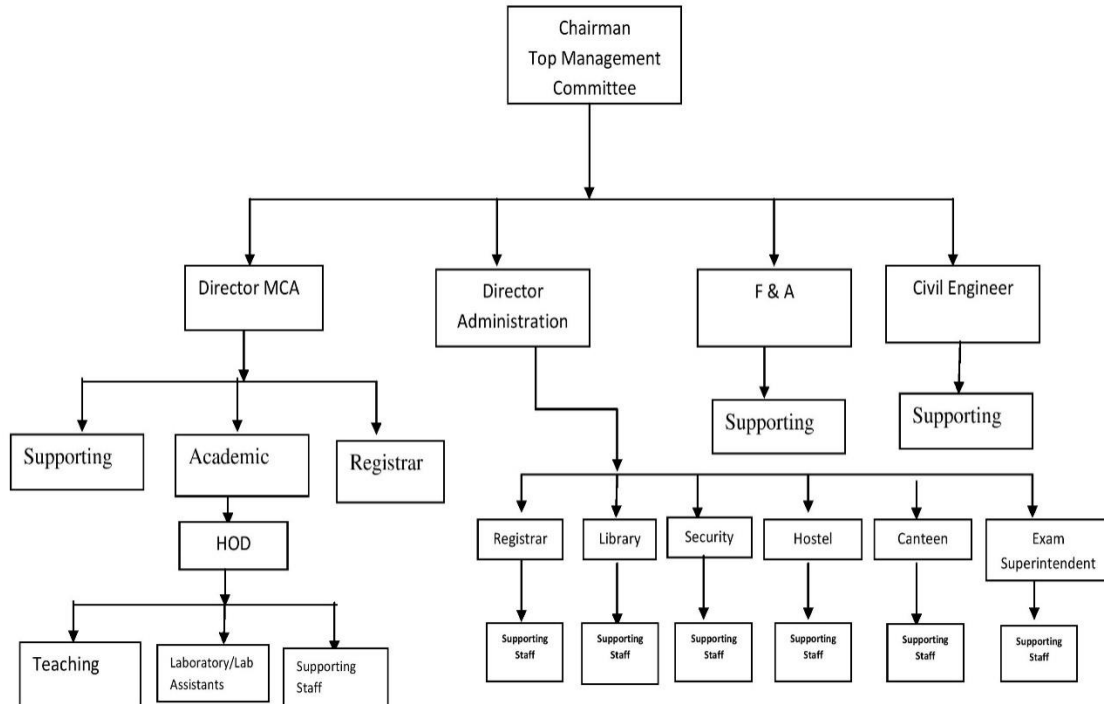 Chairman
Top Management
Committee
Director MCA
Director
Administration
F & A
Civil Engineer
Supporting
Academic
Registrar
Supporting
Supporting
HOD
Registrar
Library
Security
Hostel
Canteen
Exam
Superintendent
Teaching
Laboratory/Lab
Assistants
Supporting
Staff
Supporting
Staff
Supporting
Staff
Supporting
Staff
Supporting
Staff
Supporting
Staff
Supporting
Staff